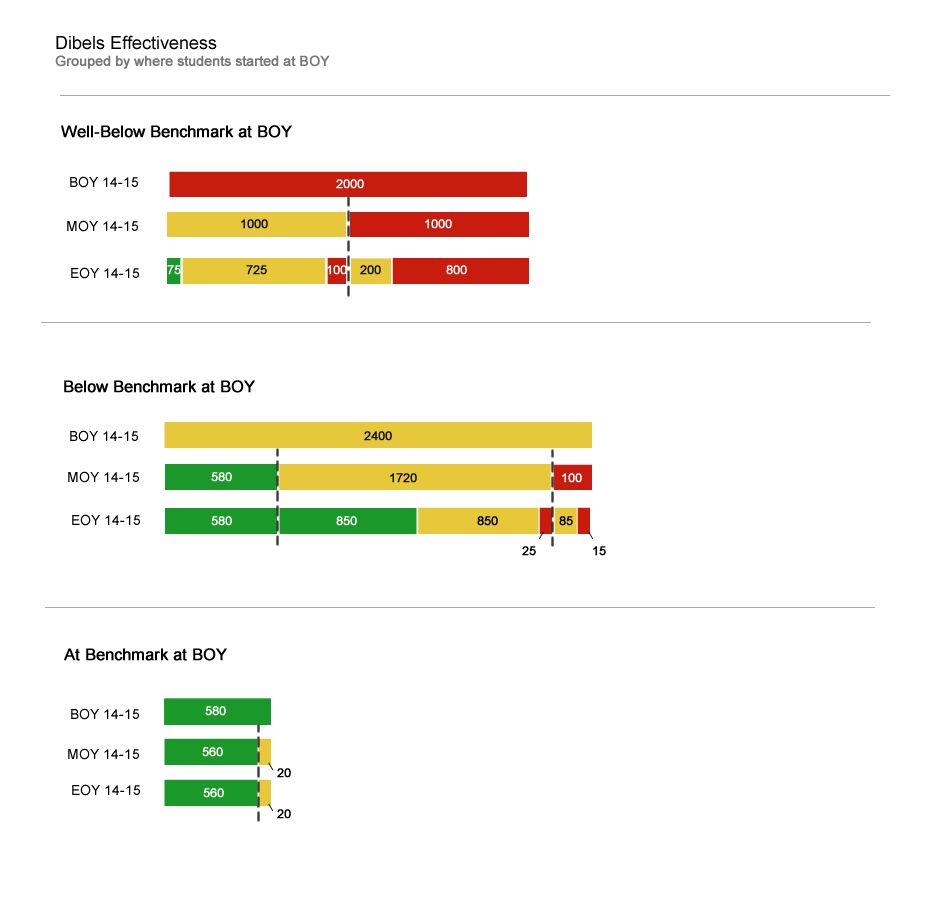 Dibels Effectiveness
Grouped by where students started at BOY
Well-Below Benchmark at BOY
BOY 14-15 2000
MOY 14-15 1000 1000
EOY 14-15 75 725 100 200 800
Below Benchmark at BOY
BOY 14-15 2400
MOY 14-15 580 1720 100
EOY 14-15 580 850 850 85
25 15
At Benchmark at BOY
BOY 14-15 580
MOY 14-15 560
20
EOY 14-15 560
20